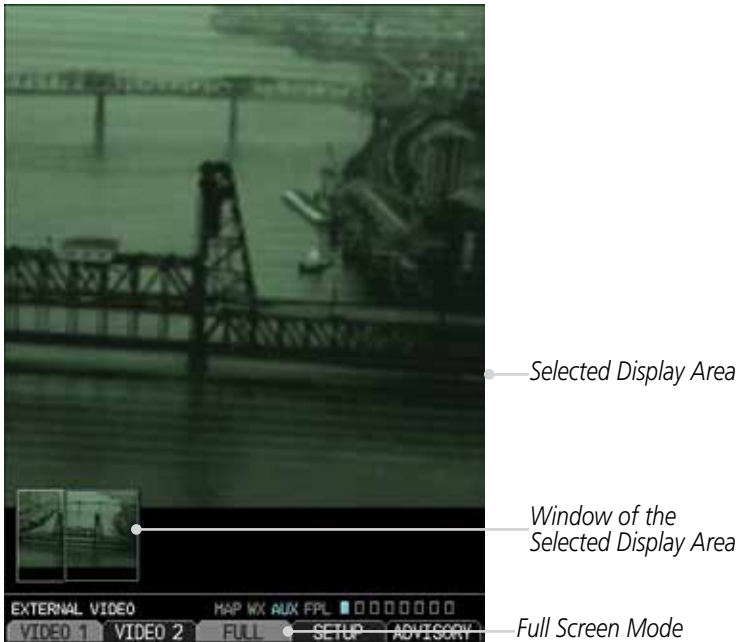 Selected Display Area
Window of the
Selected Display Area
EXTERNAL VIDEO MAP WX AUX FPL
VIDEO 1 VIDEO 2 FULL SETUP ADVISORY
Full Screen Mode